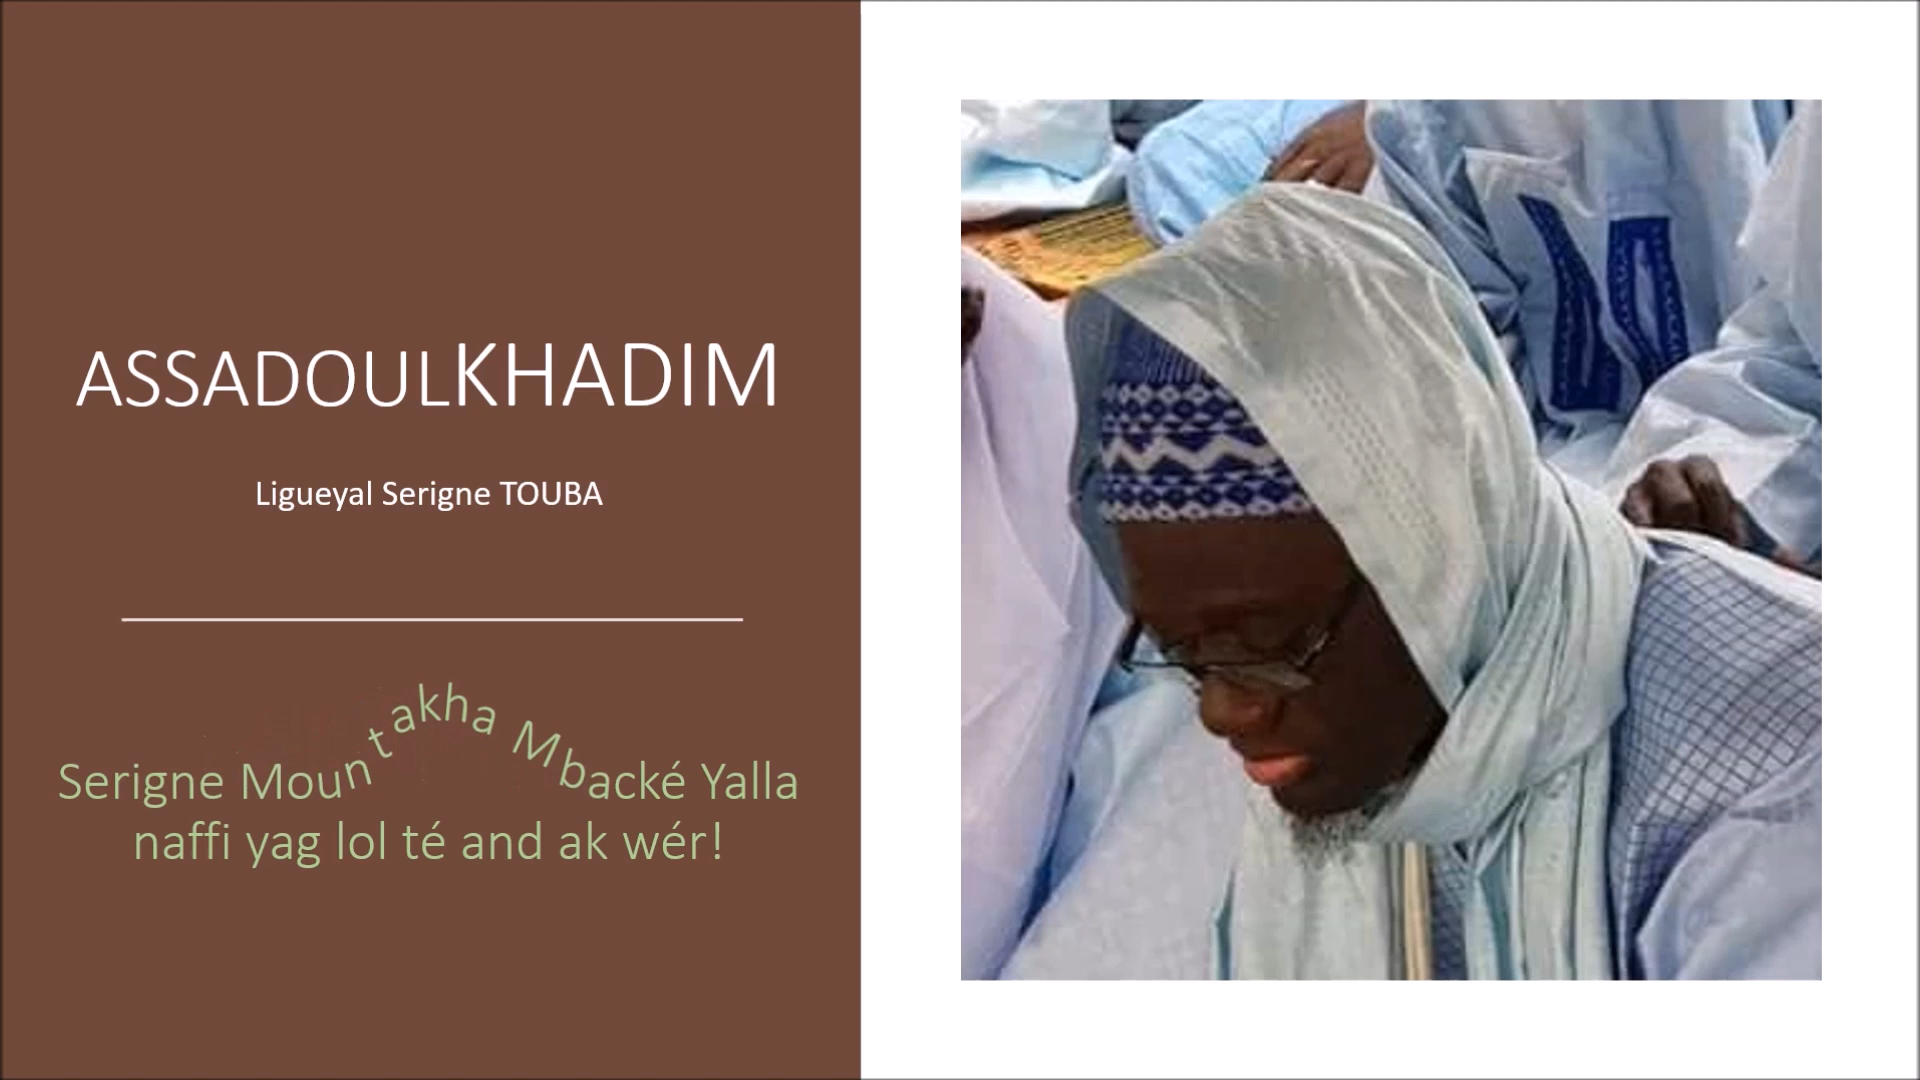 ASSADOULKHADIM
Ligueyal Serigne TOUBA
Serigne Mountakha Mbacké Yalla
naffi yag lol té and ak wér!